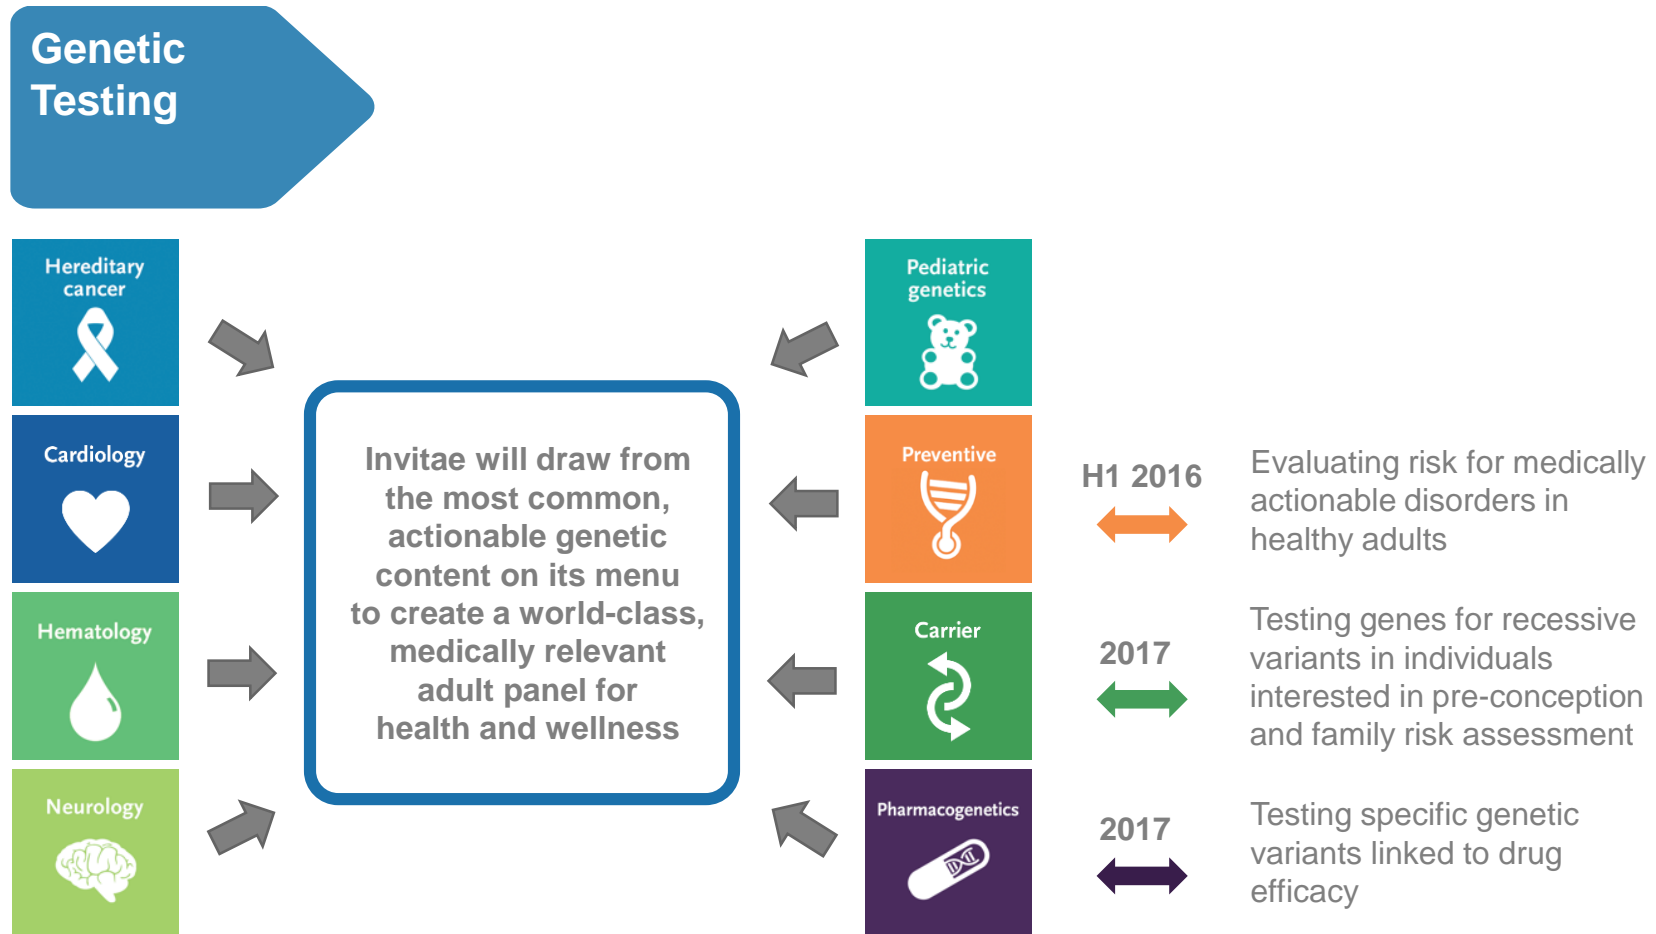 Genetic
Testing
Hereditary
cancer
Cardiology
Hematology
Neurology
Invitae will draw from
the most common,
actionable genetic
content on its menu
to create a world-class,
medically relevant
adult panel for
health and wellness
Pediatric
genetics
Preventive
H1 2016
Evaluating risk for medically
actionable disorders in
healthy adults
Carrier
2017
Testing genes for recessive
variants in individuals
interested in pre-conception
and family risk assessment
Pharmacogenetics
2017
Testing specific genetic
variants linked to drug
efficacy